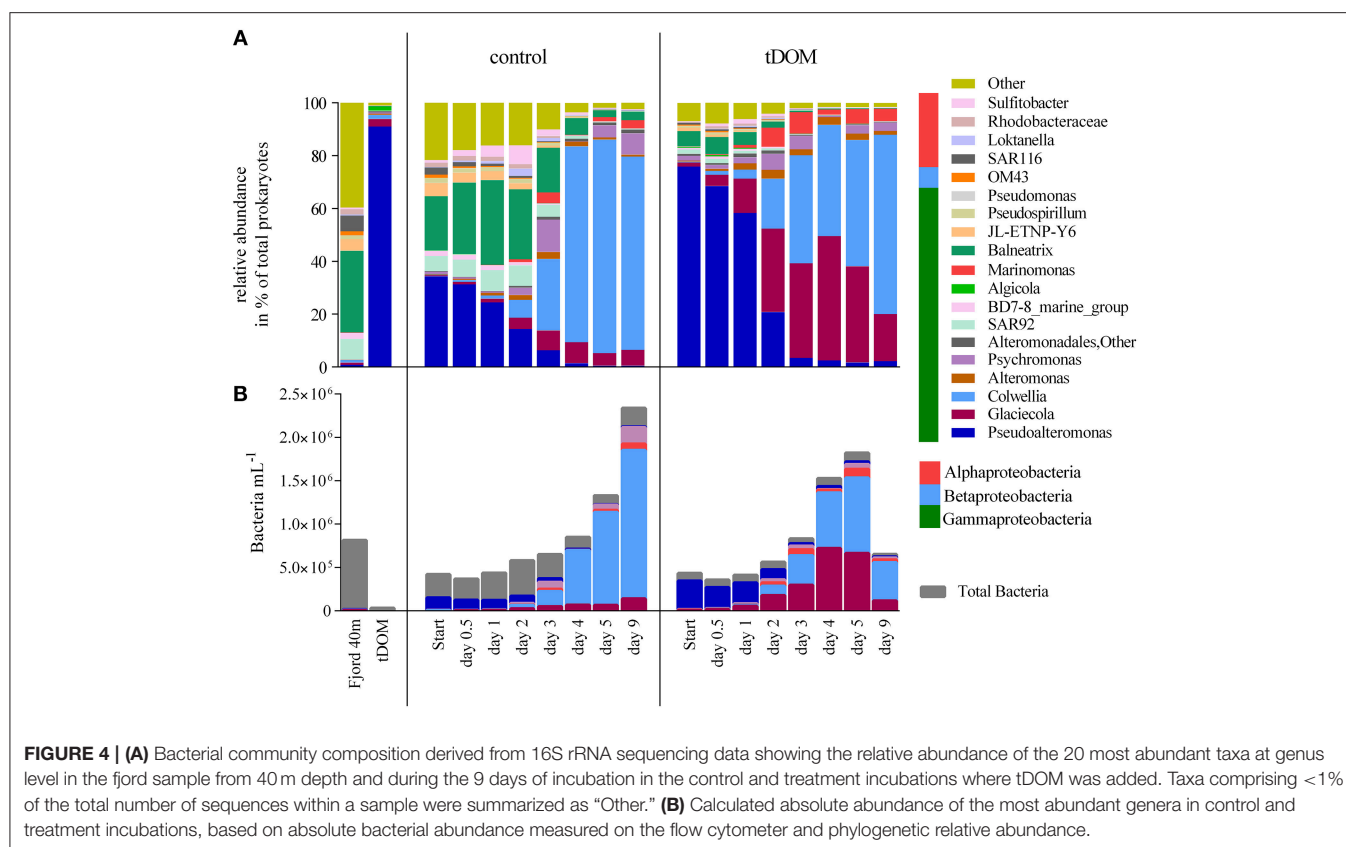 A
control
tDOM
relative abundance
in % of total prokaryotes
100
80
60
40
20
0
Other
Sulfitobacter
Rhodobacteraceae
Loktanella
SAR116
OM43
Pseudomonas
Pseudospirillum
JL-ETNP-Y6
Balneatrix
Marinomonas
Algicola
BD7-8_marine_group
SAR92
Alteromonadales,Other
Psychromonas
Alteromonas
Colwellia
Glaciecola
Pseudoalteromonas
Alphaproteobacteria
Betaproteobacteria
Gammaproteobacteria
B
Bacteria mL⁻¹
2.5×10⁶
2.0×10⁶
1.5×10⁶
1.0×10⁶
5.0×10⁵
0
Total Bacteria
Fjord 40m
tDOM
Start
day 0.5
day 1
day 2
day 3
day 4
day 5
day 9
Start
day 0.5
day 1
day 2
day 3
day 4
day 5
day 9
FIGURE 4 | (A) Bacterial community composition derived from 16S rRNA sequencing data showing the relative abundance of the 20 most abundant taxa at genus
level in the fjord sample from 40 m depth and during the 9 days of incubation in the control and treatment incubations where tDOM was added. Taxa comprising <1%
of the total number of sequences within a sample were summarized as “Other.” (B) Calculated absolute abundance of the most abundant genera in control and
treatment incubations, based on absolute bacterial abundance measured on the flow cytometer and phylogenetic relative abundance.